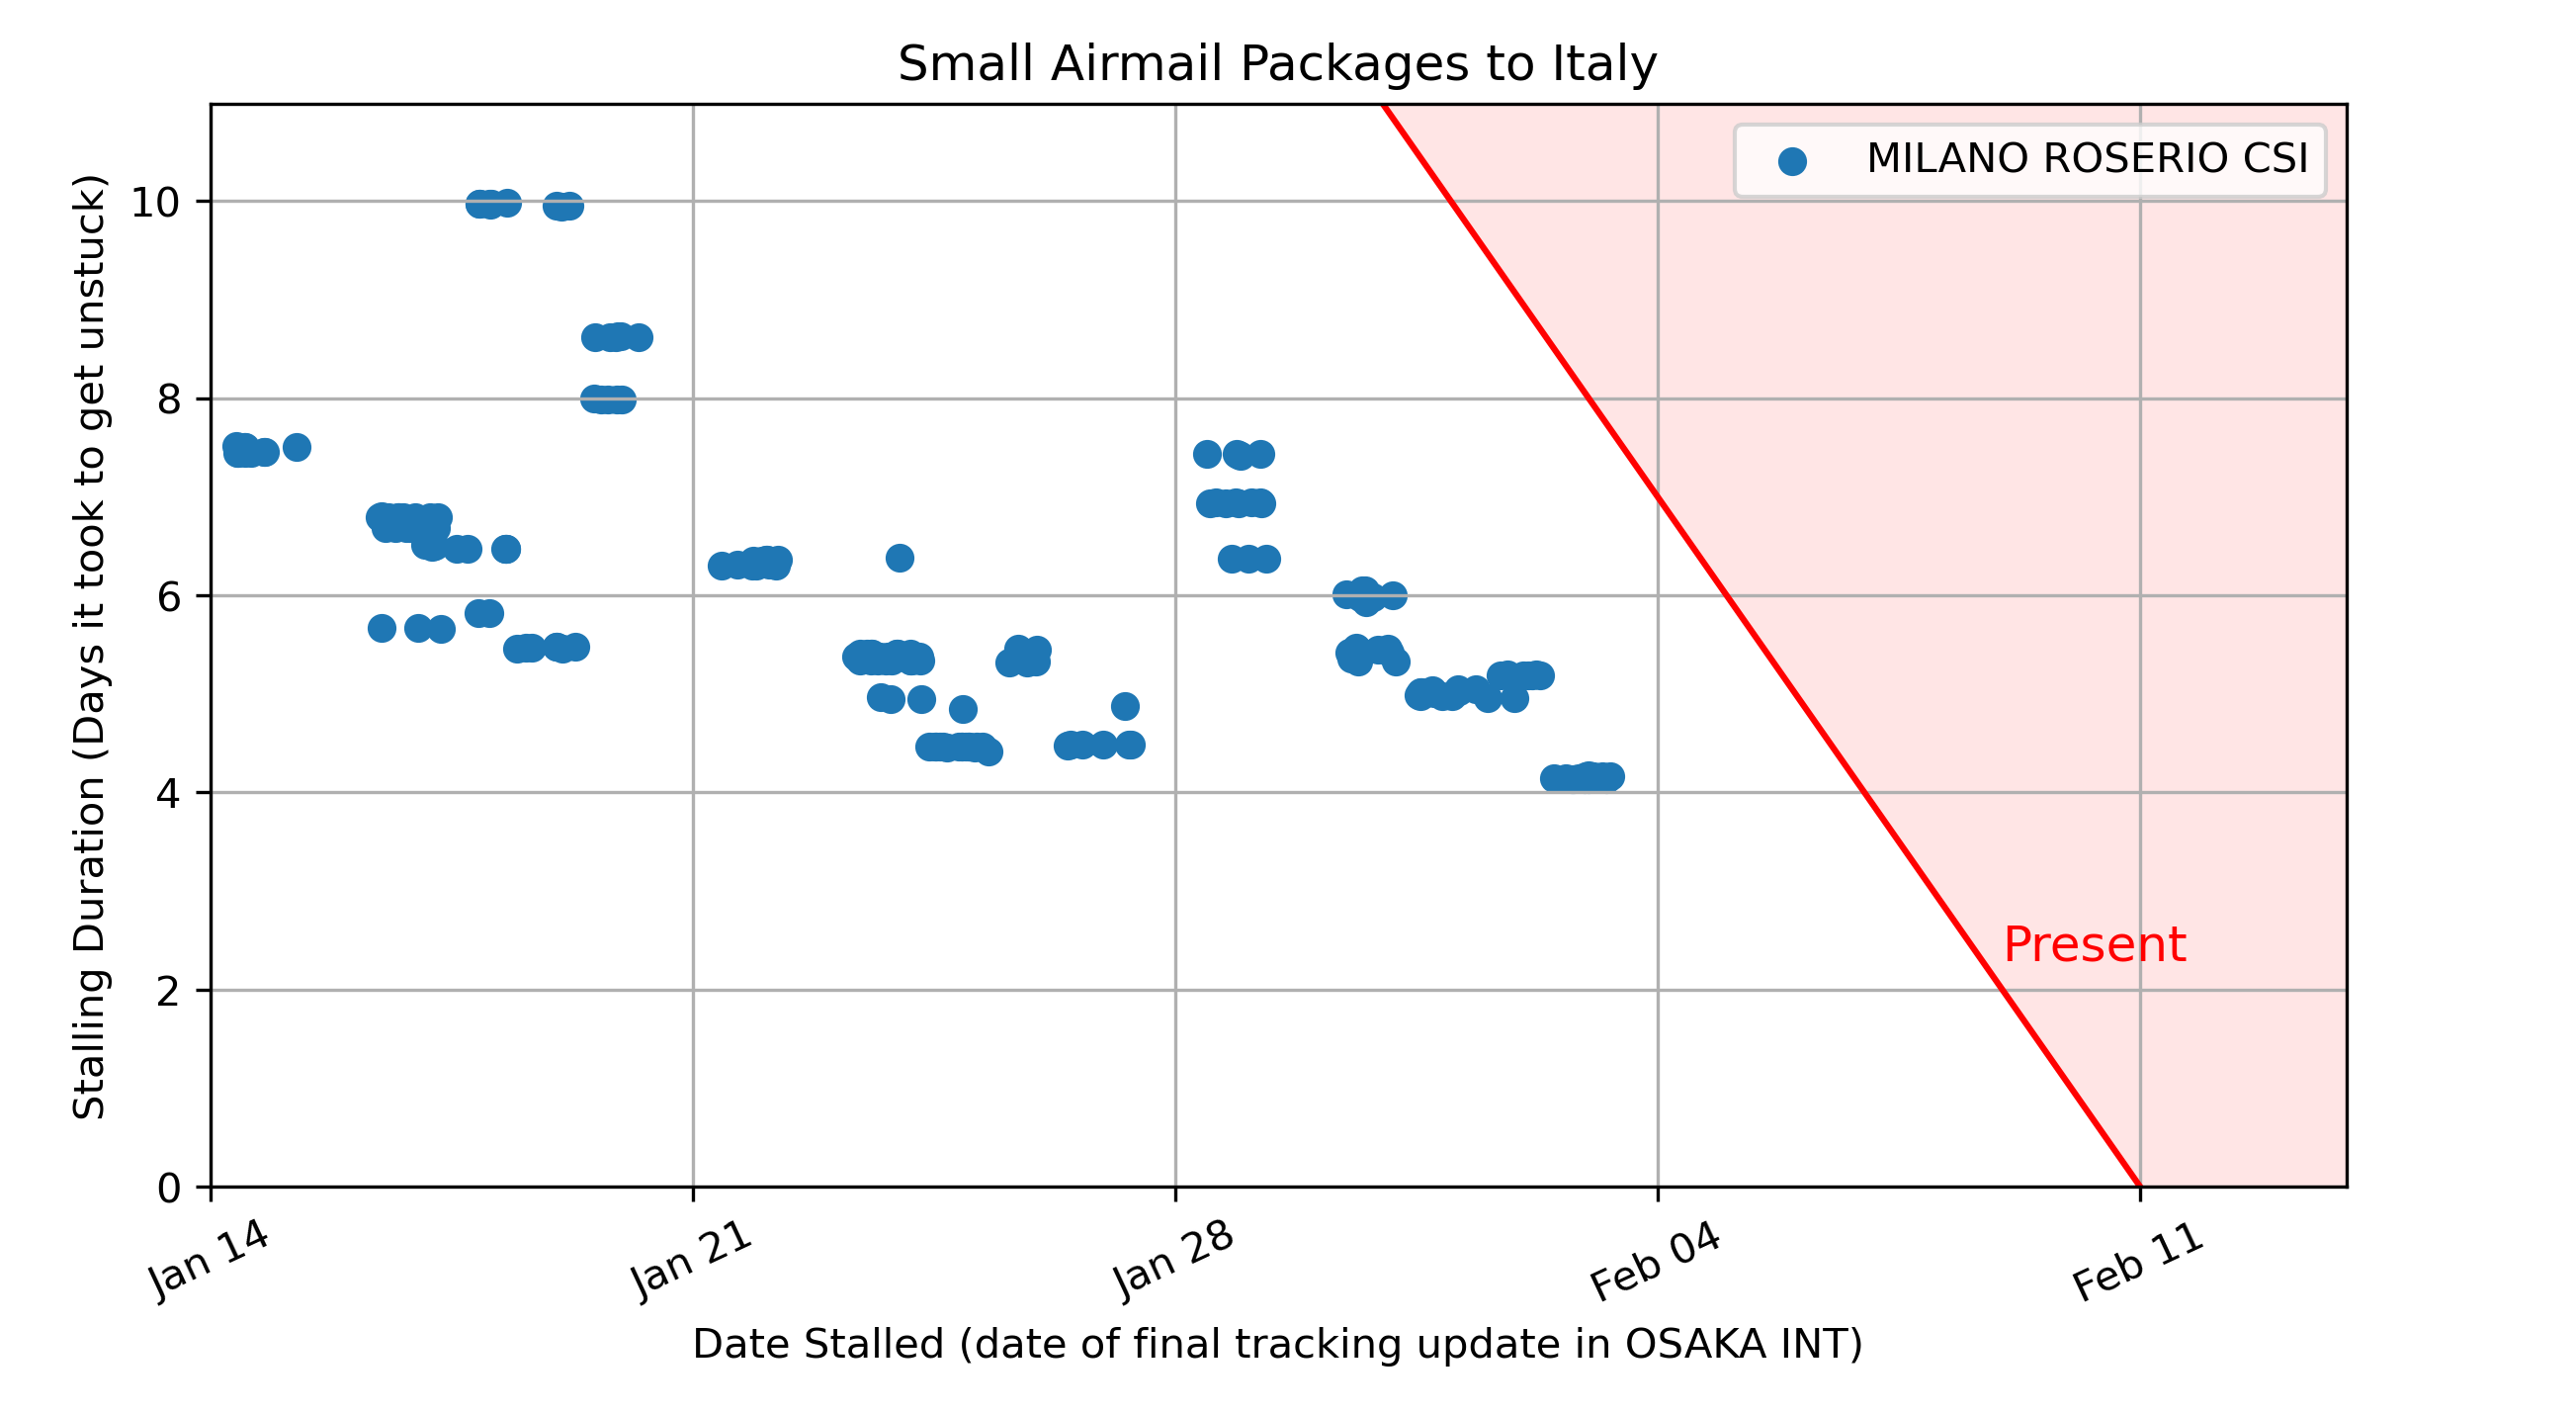 Small Airmail Packages to Italy
MILANO ROSERIO CSI
Stalling Duration (Days it took to get unstuck)
10
8
6
4
2
0
Present
Jan 14
Jan 21
Jan 28
Feb 04
Feb 11
Date Stalled (date of final tracking update in OSAKA INT)